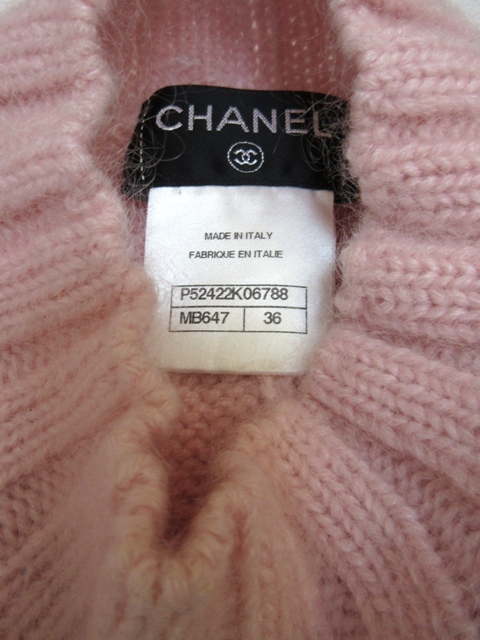 CHANEL
MADE IN ITALY
FABRIQUE EN ITALIE
P52422K06788
MB647 36